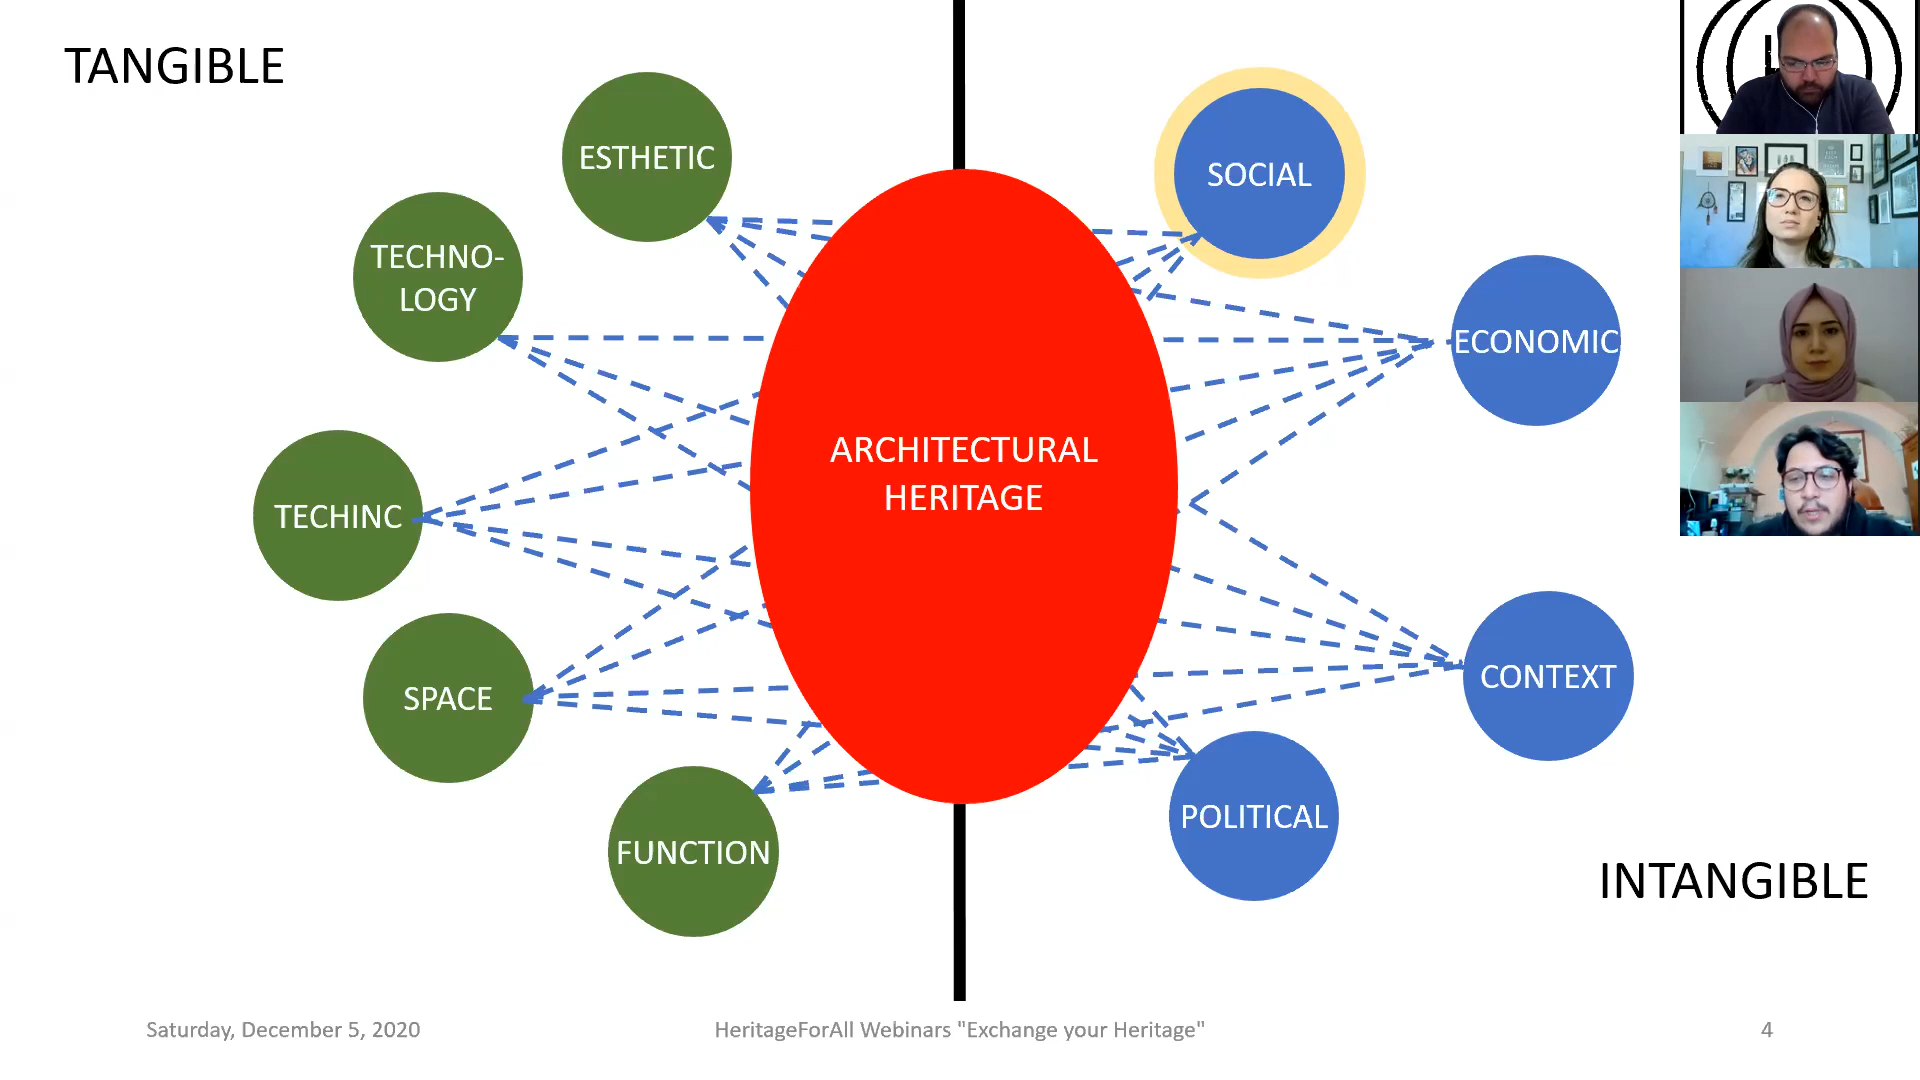 TANGIBLE
ESTHETIC
SOCIAL
TECHNO-
LOGY
ECONOMIC
ARCHITECTURAL
HERITAGE
TECHINC
SPACE
CONTEXT
FUNCTION
POLITICAL
INTANGIBLE
Saturday, December 5, 2020
HeritageForAll Webinars "Exchange your Heritage"
4